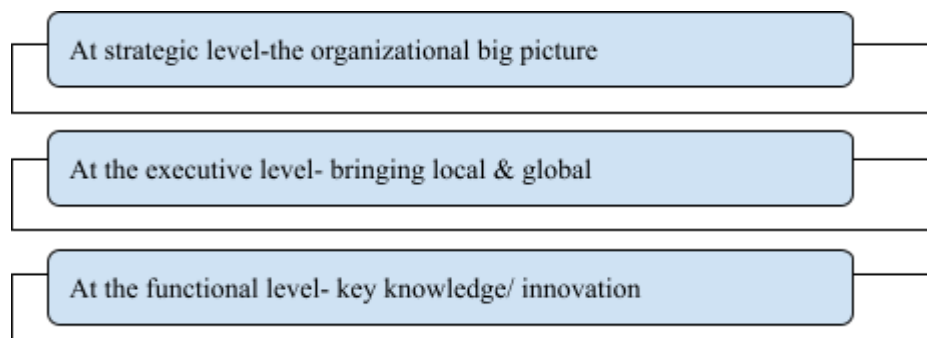 At strategic level-the organizational big picture
At the executive level- bringing local & global
At the functional level- key knowledge/ innovation